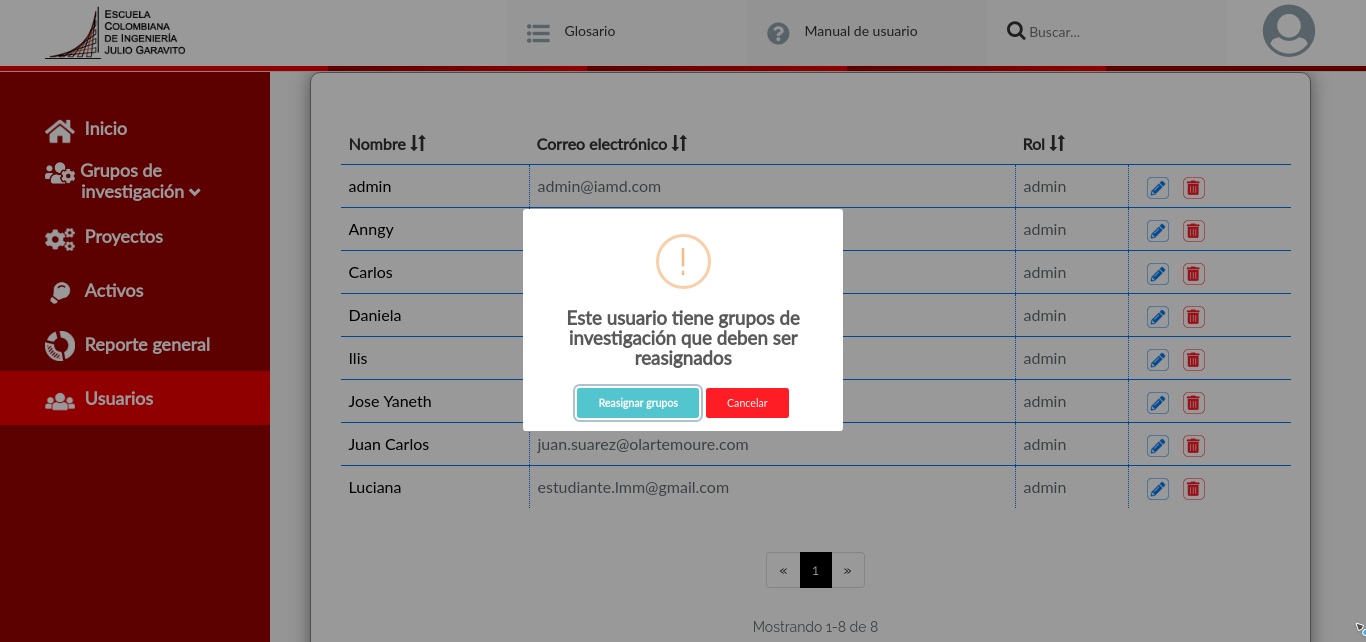 ESCUELA
COLOMBIANA
DE INGENIERÍA
JULIO GARAVITO
Glosario
Manual de usuario
Buscar...
Inicio
Grupos de
investigación
Proyectos
Activos
Reporte general
Usuarios
Nombre Correo electrónico Rol
admin admin@iamd.com admin
Anngy admin
Carlos admin
Daniela admin
Ilis admin
Jose Yaneth admin
Juan Carlos juan.suarez@olartemoure.com admin
Luciana estudiante.lmm@gmail.com admin
!
Este usuario tiene grupos de
investigación que deben ser
reasignados
Reasignar grupos Cancelar
« 1 »
Mostrando 1-8 de 8